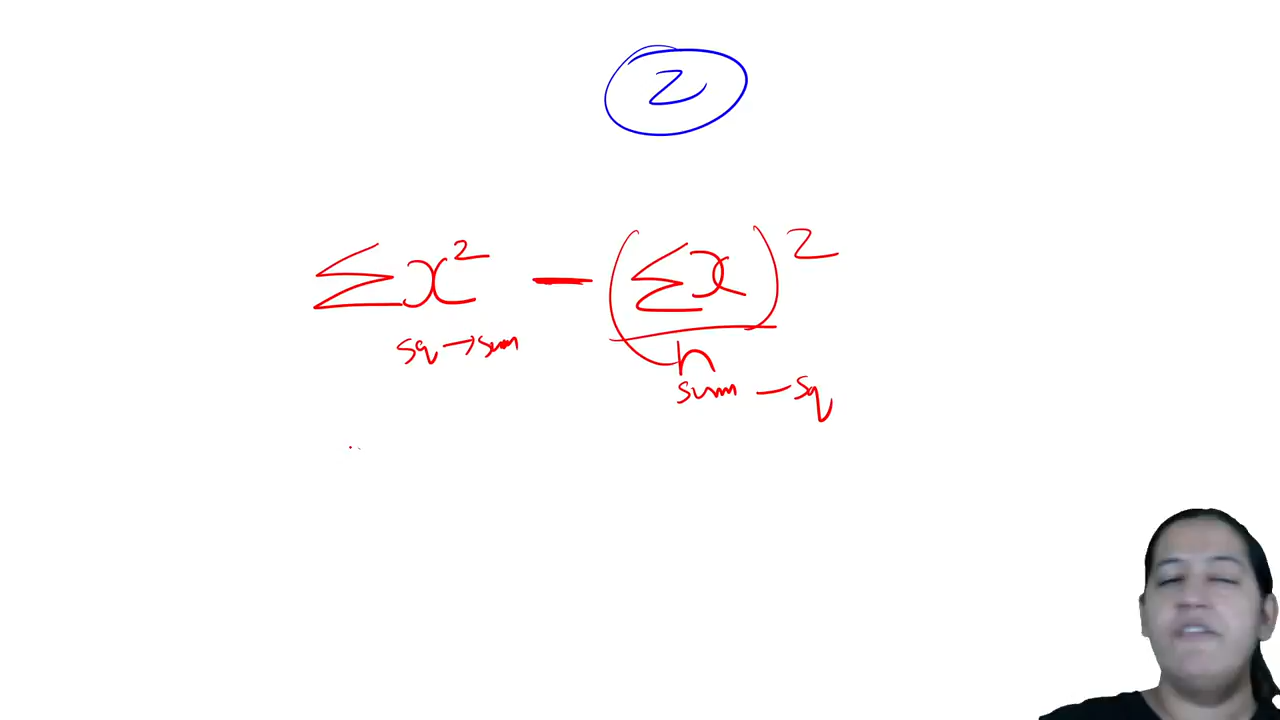 2
Σx² − (Σx)²
n
sq → sum
sum — sq